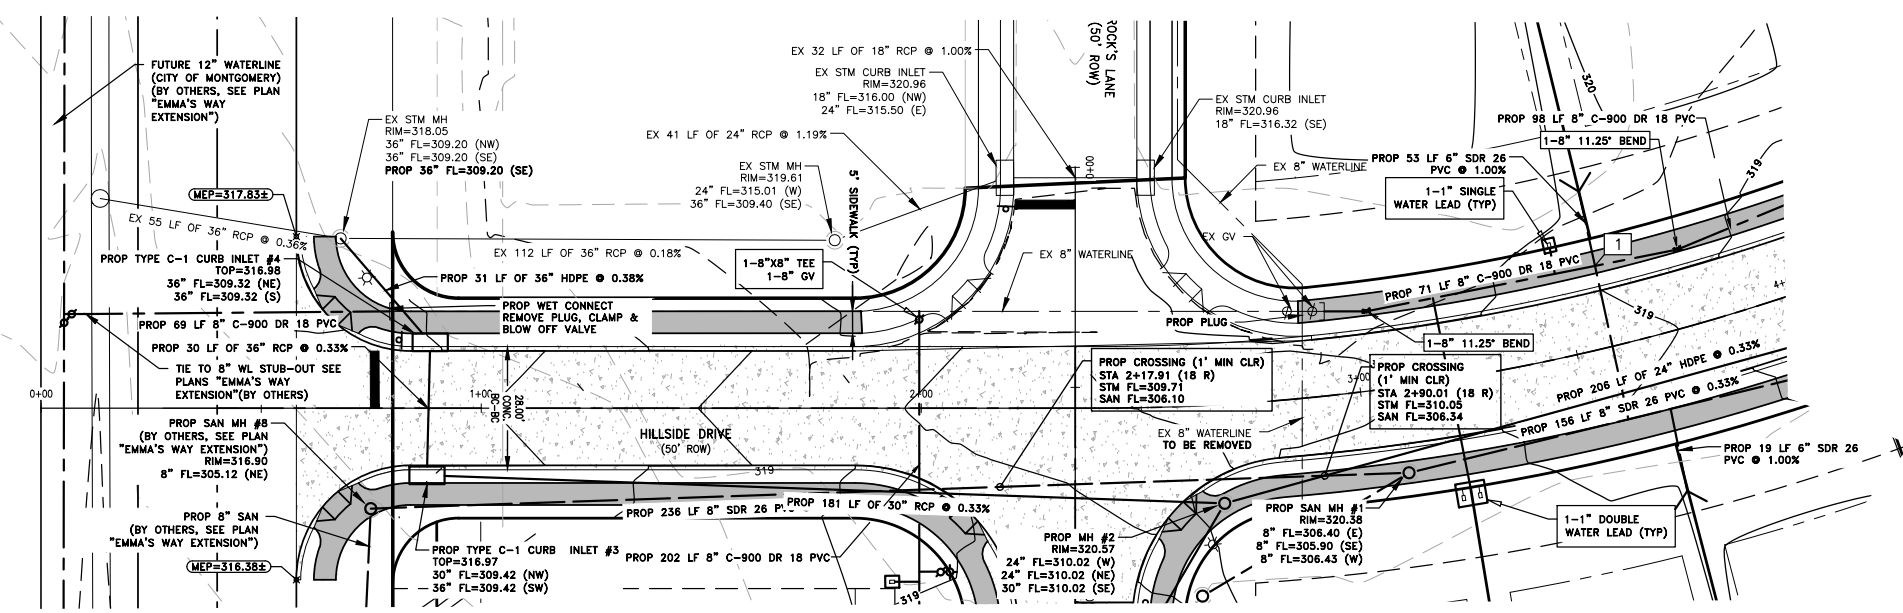 FUTURE 12" WATERLINE
(CITY OF MONTGOMERY)
(BY OTHERS, SEE PLAN
"EMMA'S WAY
EXTENSION")
MEP=317.83±
EX 55 LF OF 36" RCP @ 0.36%
EX STM MH
RIM=318.05
36" FL=309.20 (NW)
36" FL=309.20 (SE)
PROP 36" FL=309.20 (SE)
PROP TYPE C-1 CURB INLET #4
TOP=316.98
36" FL=309.32 (NE)
36" FL=309.32 (S)
PROP 69 LF 8" C-900 DR 18 PVC
PROP 30 LF OF 36" RCP @ 0.33%
TIE TO 8" WL STUB-OUT SEE
PLANS "EMMA'S WAY
EXTENSION"(BY OTHERS)
0+00
1+00
2+00
3+00
4+
PROP SAN MH #8
(BY OTHERS, SEE PLAN
"EMMA'S WAY EXTENSION")
RIM=316.90
8" FL=305.12 (NE)
PROP 8" SAN
(BY OTHERS, SEE PLAN
"EMMA'S WAY EXTENSION")
MEP=316.38±
EX 112 LF OF 36" RCP @ 0.18%
PROP 31 LF OF 36" HDPE @ 0.38%
PROP WET CONNECT
REMOVE PLUG, CLAMP &
BLOW OFF VALVE
28.00'
CONC.
BC-BC
HILLSIDE DRIVE
(50' ROW)
319
PROP 236 LF 8" SDR 26 PV
PROP 181 LF OF 30" RCP @ 0.33%
PROP TYPE C-1 CURB INLET #3
TOP=316.97
30" FL=309.42 (NW)
36" FL=309.42 (SW)
PROP 202 LF 8" C-900 DR 18 PVC
319
EX 32 LF OF 18" RCP @ 1.00%
EX STM CURB INLET
RIM=320.96
18" FL=316.00 (NW)
24" FL=315.50 (E)
EX 41 LF OF 24" RCP @ 1.19%
EX STM MH
RIM=319.61
24" FL=315.01 (W)
36" FL=309.40 (SE)
5' SIDEWALK (TYP)
1-8"X8" TEE
1-8" GV
EX 8" WATERLINE
ROCK'S LANE
(50' ROW)
0+00
EX STM CURB INLET
RIM=320.96
18" FL=316.32 (SE)
EX 8" WATERLINE
EX GV
PROP PLUG
PROP CROSSING (1' MIN CLR)
STA 2+17.91 (18 R)
STM FL=309.71
SAN FL=306.10
EX 8" WATERLINE
TO BE REMOVED
PROP CROSSING
(1' MIN CLR)
STA 2+90.01 (18 R)
STM FL=310.05
SAN FL=306.34
PROP MH #2
RIM=320.57
24" FL=310.02 (W)
24" FL=310.02 (NE)
30" FL=310.02 (SE)
PROP SAN MH #1
RIM=320.38
8" FL=306.40 (E)
8" FL=305.90 (SE)
8" FL=306.43 (W)
PROP 98 LF 8" C-900 DR 18 PVC
1-8" 11.25° BEND
PROP 53 LF 6" SDR 26
PVC @ 1.00%
1-1" SINGLE
WATER LEAD (TYP)
320
319
1
PROP 71 LF 8" C-900 DR 18 PVC
319
1-8" 11.25° BEND
PROP 206 LF OF 24" HDPE @ 0.33%
PROP 156 LF 8" SDR 26 PVC @ 0.33%
PROP 19 LF 6" SDR 26
PVC @ 1.00%
1-1" DOUBLE
WATER LEAD (TYP)